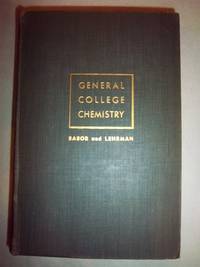 GENERAL
COLLEGE
CHEMISTRY
BABOR and LEHRMAN